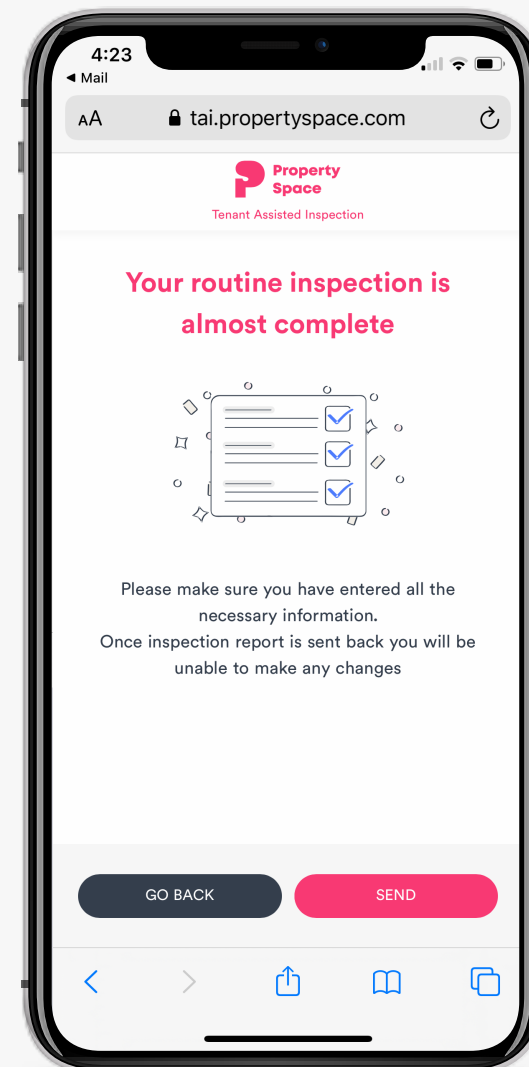 4:23
◀ Mail
AA tai.propertyspace.com
Property
Space
Tenant Assisted Inspection
Your routine inspection is
almost complete
Please make sure you have entered all the
necessary information.
Once inspection report is sent back you will be
unable to make any changes
GO BACK SEND